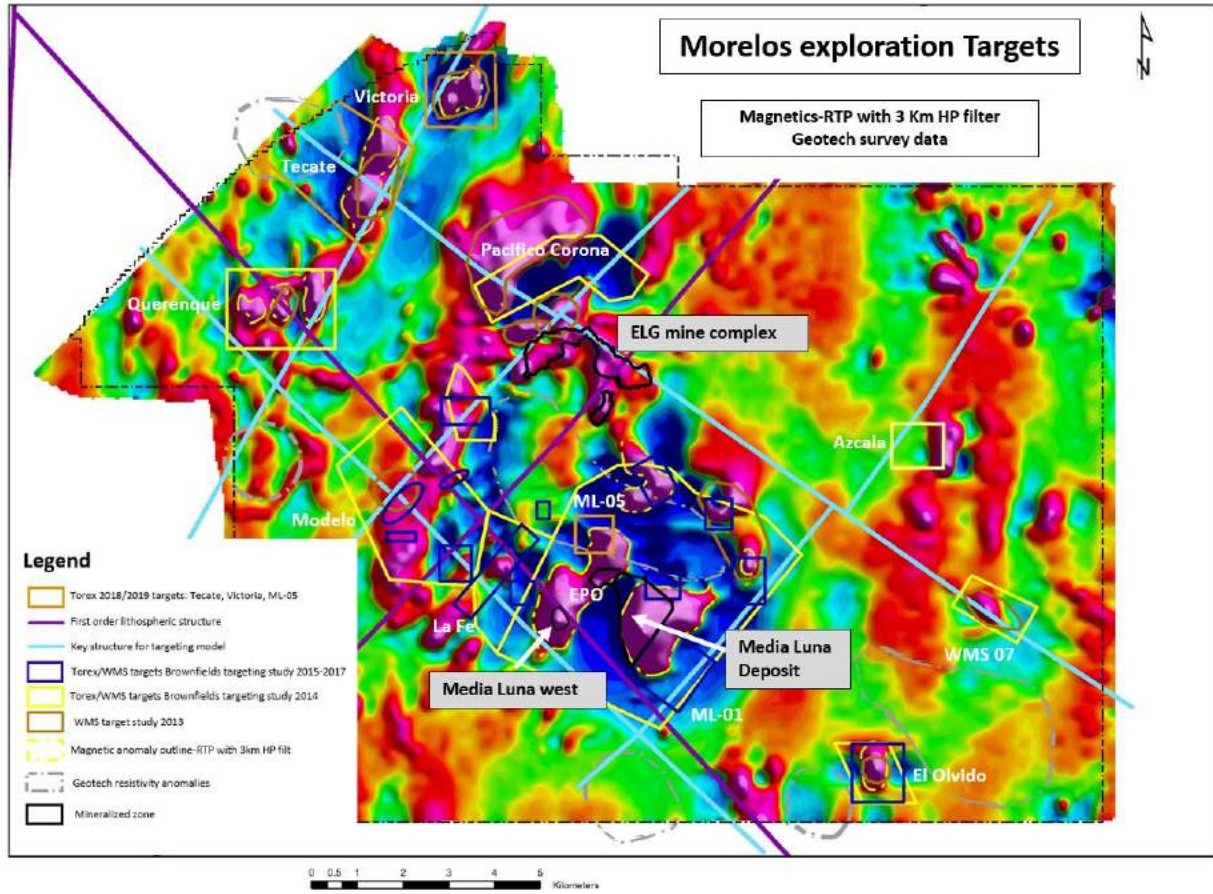 Morelos exploration Targets
Magnetics-RTP with 3 Km HP filter
Geotech survey data
N
Victoria
Tecate
Pacifico Corona
Querenque
ELG mine complex
Azcala
ML-05
Modelo
EPO
La Fe
Media Luna west
Media Luna
Deposit
WMS 07
ML-01
El Olvido
Legend
Torex 2018/2019 targets: Tecate, Victoria, ML-05
First order lithospheric structure
Key structure for targeting model
Torex/WMS targets Brownfields targeting study 2015-2017
Torex/WMS targets Brownfields targeting study 2014
WMS target study 2013
Magnetic anomaly outline-RTP with 3km HP filt
Geotech resistivity anomalies
Mineralized zone
0 0.5 1 2 3 4 5
Kilometers